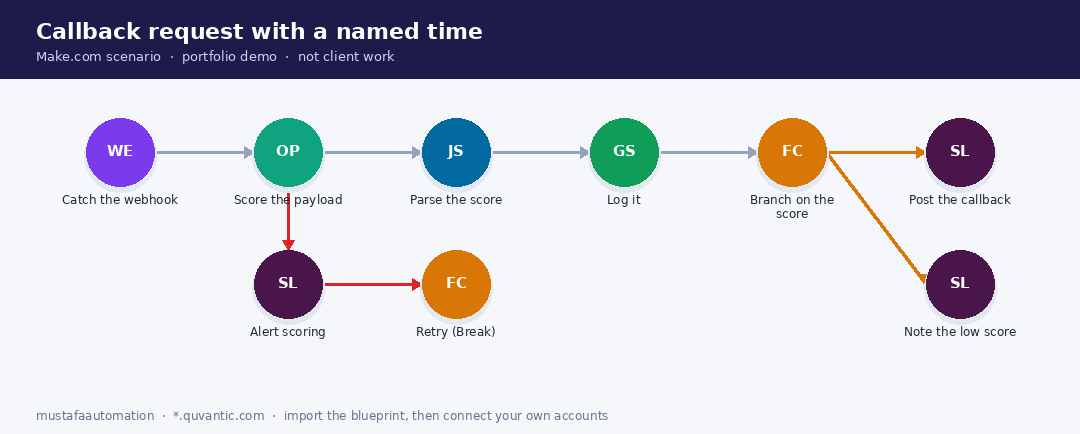 Callback request with a named time
Make.com scenario · portfolio demo · not client work
WE
OP
JS
GS
FC
SL
Catch the webhook
Score the payload
Parse the score
Log it
Branch on the
score
Post the callback
SL
FC
SL
Alert scoring
Retry (Break)
Note the low score
mustafaautomation · *.quvantic.com · import the blueprint, then connect your own accounts